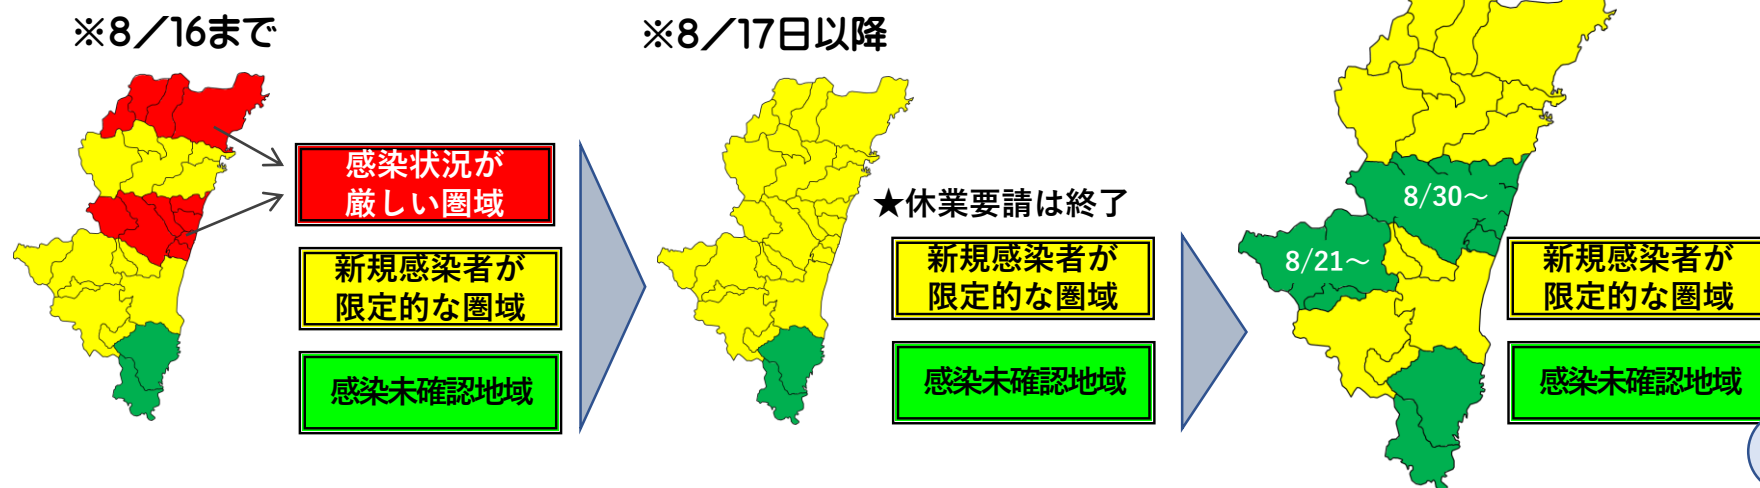 ※8／16まで
感染状況が
厳しい圏域
新規感染者が
限定的な圏域
感染未確認地域
※8／17日以降
★休業要請は終了
新規感染者が
限定的な圏域
感染未確認地域
8/30～
8/21～
新規感染者が
限定的な圏域
感染未確認地域